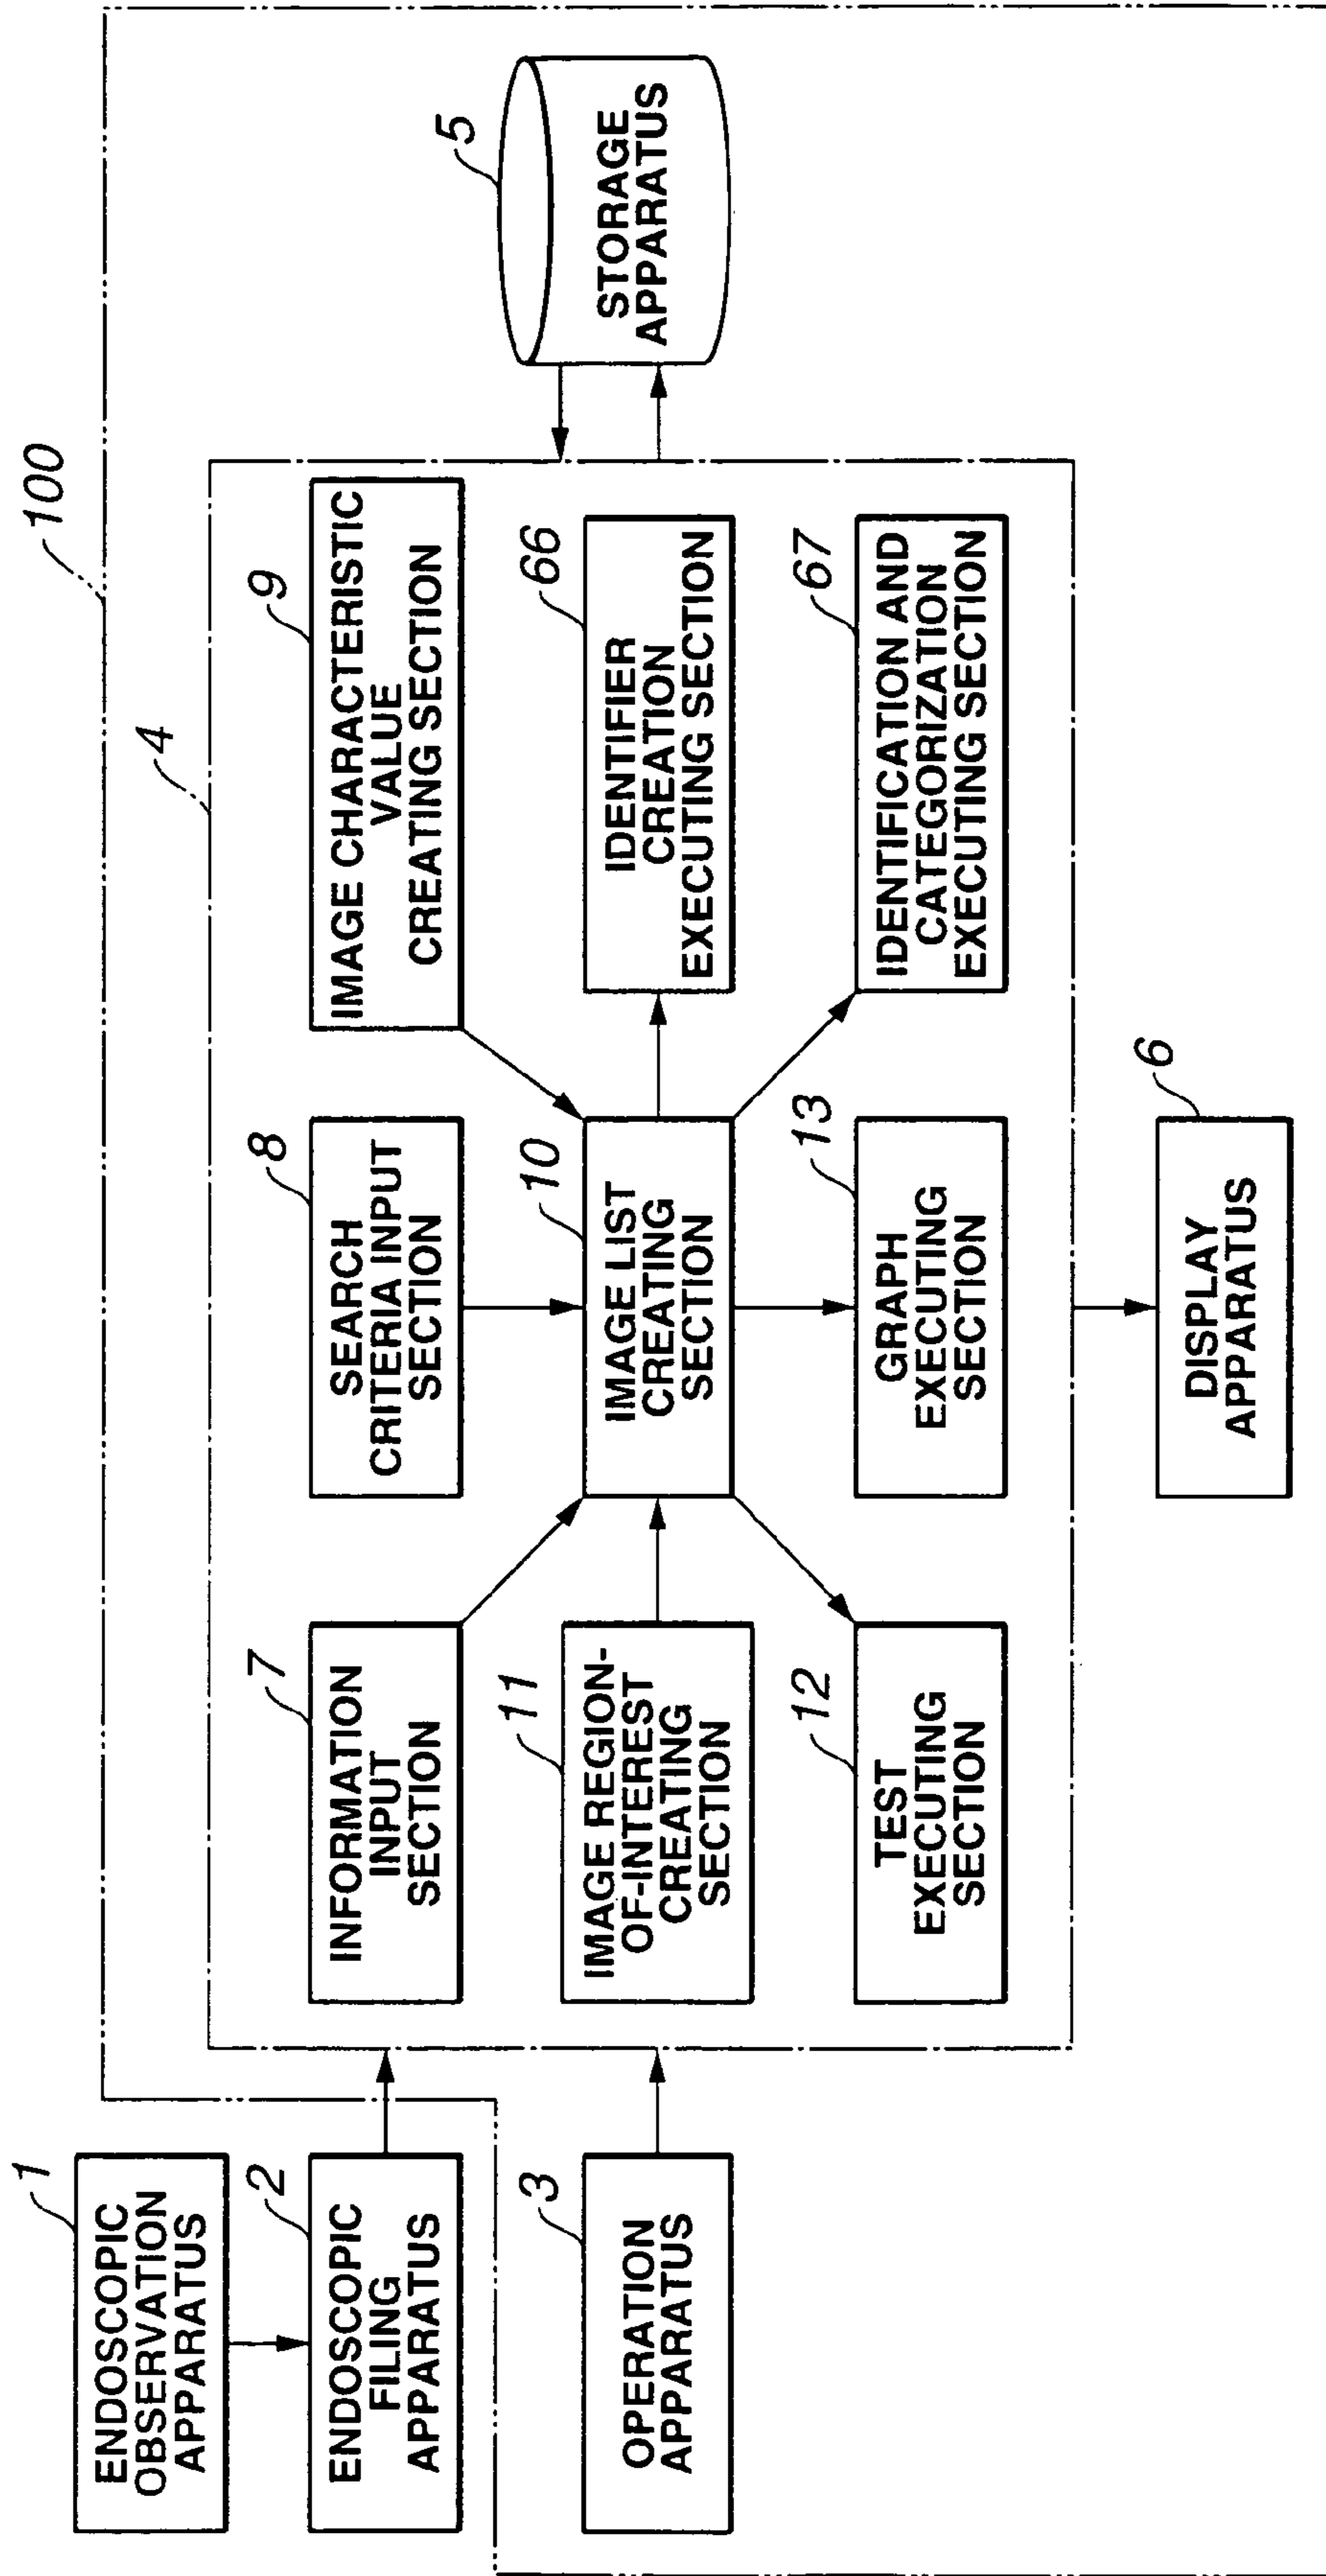 100
1
ENDOSCOPIC
OBSERVATION
APPARATUS
2
ENDOSCOPIC
FILING
APPARATUS
3
OPERATION
APPARATUS
4
7
INFORMATION
INPUT
SECTION
8
SEARCH
CRITERIA INPUT
SECTION
9
IMAGE CHARACTERISTIC
VALUE
CREATING SECTION
11
IMAGE REGION-
OF-INTEREST
CREATING
SECTION
10
IMAGE LIST
CREATING
SECTION
66
IDENTIFIER
CREATION
EXECUTING SECTION
12
TEST
EXECUTING
SECTION
13
GRAPH
EXECUTING
SECTION
67
IDENTIFICATION AND
CATEGORIZATION
EXECUTING SECTION
5
STORAGE
APPARATUS
6
DISPLAY
APPARATUS